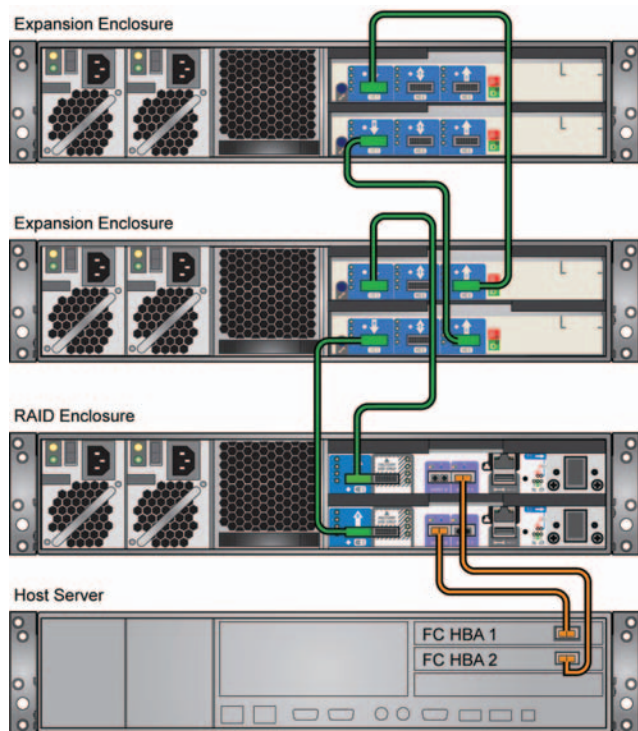 Expansion Enclosure
Expansion Enclosure
RAID Enclosure
Host Server
FC HBA 1
FC HBA 2